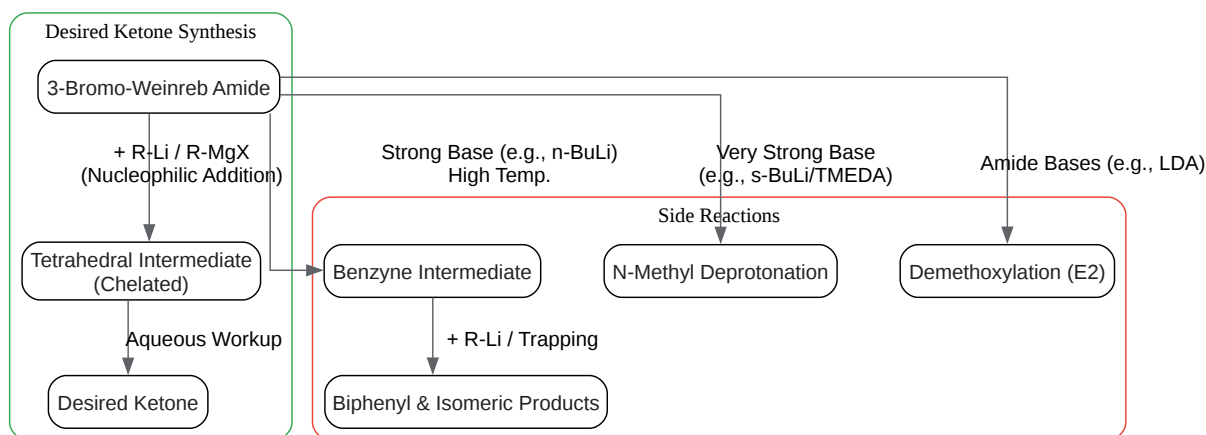 Desired Ketone Synthesis
3-Bromo-Weinreb Amide
+ R-Li / R-MgX
(Nucleophilic Addition)
Strong Base (e.g., n-BuLi)
High Temp.
Very Strong Base
(e.g., s-BuLi/TMEDA)
Amide Bases (e.g., LDA)
Side Reactions
Tetrahedral Intermediate
(Chelated)
Benzyne Intermediate
N-Methyl Deprotonation
Demethoxylation (E2)
Aqueous Workup
+ R-Li / Trapping
Desired Ketone
Biphenyl & Isomeric Products